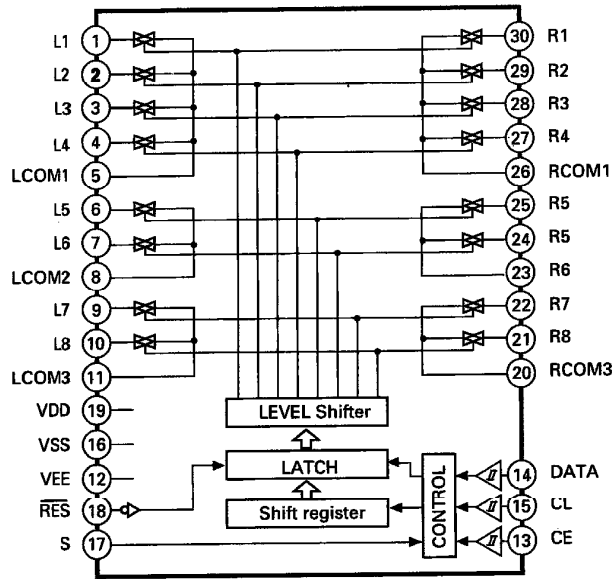 L1 1 30 R1
L2 2 29 R2
L3 3 28 R3
L4 4 27 R4
LCOM1 5 26 RCOM1
L5 6 25 R5
L6 7 24 R5
LCOM2 8 23 R6
L7 9 22 R7
L8 10 21 R8
LCOM3 11 20 RCOM3
VDD 19
LEVEL Shifter
VSS 16
VEE 12 LATCH 14 DATA
RES 18 Shift register CONTROL 15 CL
S 17 13 CE